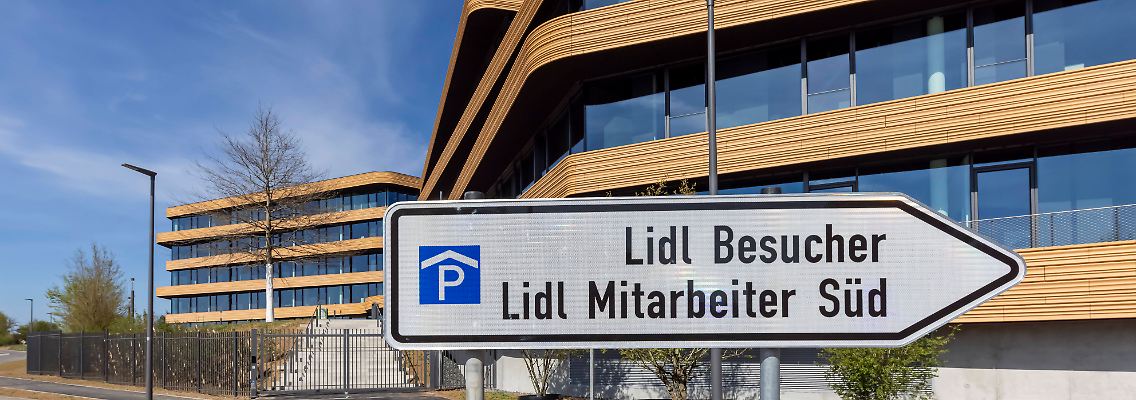 Lidl Besucher
P
Lidl Mitarbeiter Süd